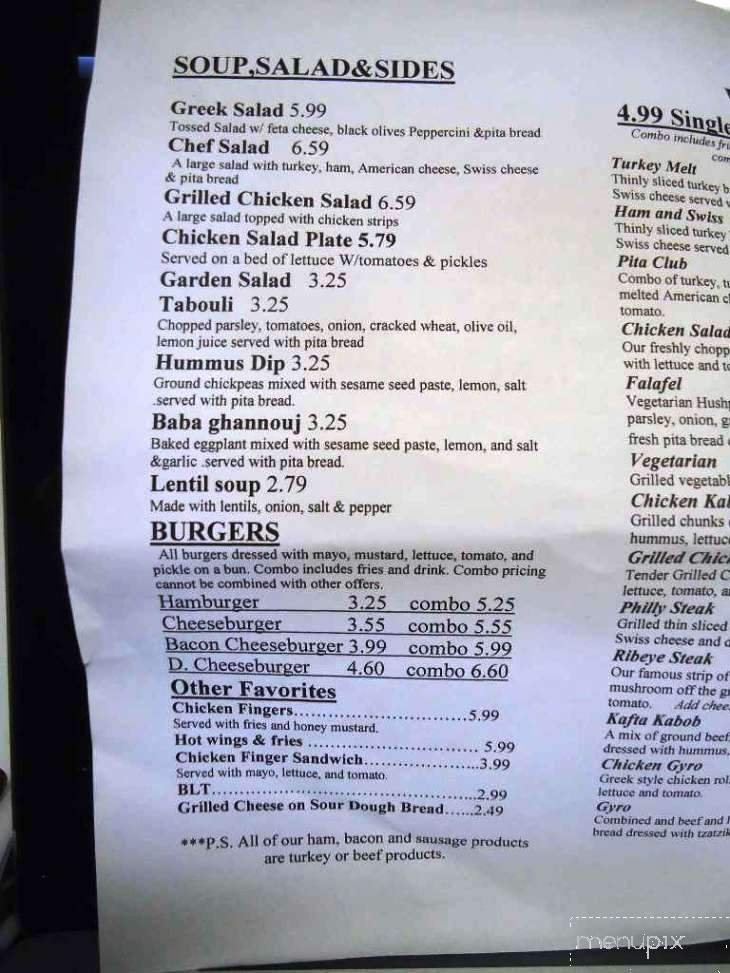 SOUP,SALAD&SIDES
Greek Salad 5.99
Tossed Salad w/ feta cheese, black olives Peppercini &pita bread
Chef Salad 6.59
A large salad with turkey, ham, American cheese, Swiss cheese
& pita bread
Grilled Chicken Salad 6.59
A large salad topped with chicken strips
Chicken Salad Plate 5.79
Served on a bed of lettuce W/tomatoes & pickles
Garden Salad 3.25
Tabouli 3.25
Chopped parsley, tomatoes, onion, cracked wheat, olive oil,
lemon juice served with pita bread
Hummus Dip 3.25
Ground chickpeas mixed with sesame seed paste, lemon, salt
.served with pita bread.
Baba ghannouj 3.25
Baked eggplant mixed with sesame seed paste, lemon, and salt
&garlic .served with pita bread.
Lentil soup 2.79
Made with lentils, onion, salt & pepper
BURGERS
All burgers dressed with mayo, mustard, lettuce, tomato, and
pickle on a bun. Combo includes fries and drink. Combo pricing
cannot be combined with other offers.
Hamburger 3.25 combo 5.25
Cheeseburger 3.55 combo 5.55
Bacon Cheeseburger 3.99 combo 5.99
D. Cheeseburger 4.60 combo 6.60
Other Favorites
Chicken Fingers........................................5.99
Served with fries and honey mustard.
Hot wings & fries ........................................ 5.99
Chicken Finger Sandwich...........................3.99
Served with mayo, lettuce, and tomato.
BLT.............................................................2.99
Grilled Cheese on Sour Dough Bread......2.49
***P.S. All of our ham, bacon and sausage products
are turkey or beef products.
4.99 Single
Combo includes
Turkey Melt
Thinly sliced turkey
Swiss cheese served
Ham and Swiss
Thinly sliced turkey
Swiss cheese served
Pita Club
Combo of turkey,
melted American
tomato.
Chicken Salad
Our freshly
with lettuce and
Falafel
Vegetarian
parsley, onion,
fresh pita bread
Vegetarian
Grilled
Chicken
Grilled chunks
hummus,
Grilled
Tender Grilled
lettuce, tomato,
Philly Steak
Grilled thin sliced
Swiss cheese and
Ribeye Steak
Our famous strip of
mushroom off the
tomato. Add
Kafta Kabob
A mix of ground beef,
dressed with hummus,
Chicken Gyro
Greek style chicken
lettuce and tomato.
Gyro
Combined and beef and
bread dressed with
menupix